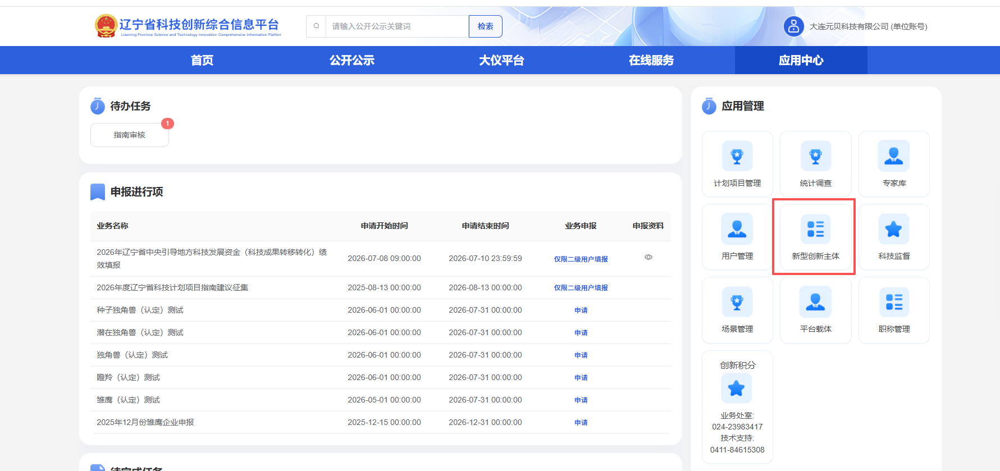 辽宁省科技创新综合信息平台
Liaoning Province Science and Technology Innovation Comprehensive Information Platform
请输入公开公示关键词
检索
大连元贝科技有限公司 (单位账号)
首页
公开公示
大仪平台
在线服务
应用中心
待办任务
指南审核
1
申报进行项
业务名称 申请开始时间 申请结束时间 业务申报 申报资料
2026年辽宁省中央引导地方科技发展资金（科技成果转移转化）绩
效填报
2026-07-08 09:00:00 2026-07-10 23:59:59 仅限二级用户填报
2026年度辽宁省科技计划项目指南建议征集 2025-08-13 00:00:00 2026-08-13 00:00:00 仅限二级用户填报
种子独角兽（认定）测试 2026-06-01 00:00:00 2026-07-31 00:00:00 申请
潜在独角兽（认定）测试 2026-06-01 00:00:00 2026-07-31 00:00:00 申请
独角兽（认定）测试 2026-06-01 00:00:00 2026-07-31 00:00:00 申请
瞪羚（认定）测试 2026-06-01 00:00:00 2026-07-31 00:00:00 申请
雏鹰（认定）测试 2026-05-01 00:00:00 2026-07-31 00:00:00 申请
2025年12月份雏鹰企业申报 2025-12-15 00:00:00 2026-12-31 00:00:00 申请
待完成任务
应用管理
计划项目管理
统计调查
专家库
用户管理
新型创新主体
科技监督
场景管理
平台载体
职称管理
创新积分
业务处室:
024-23983417
技术支持:
0411-84615308